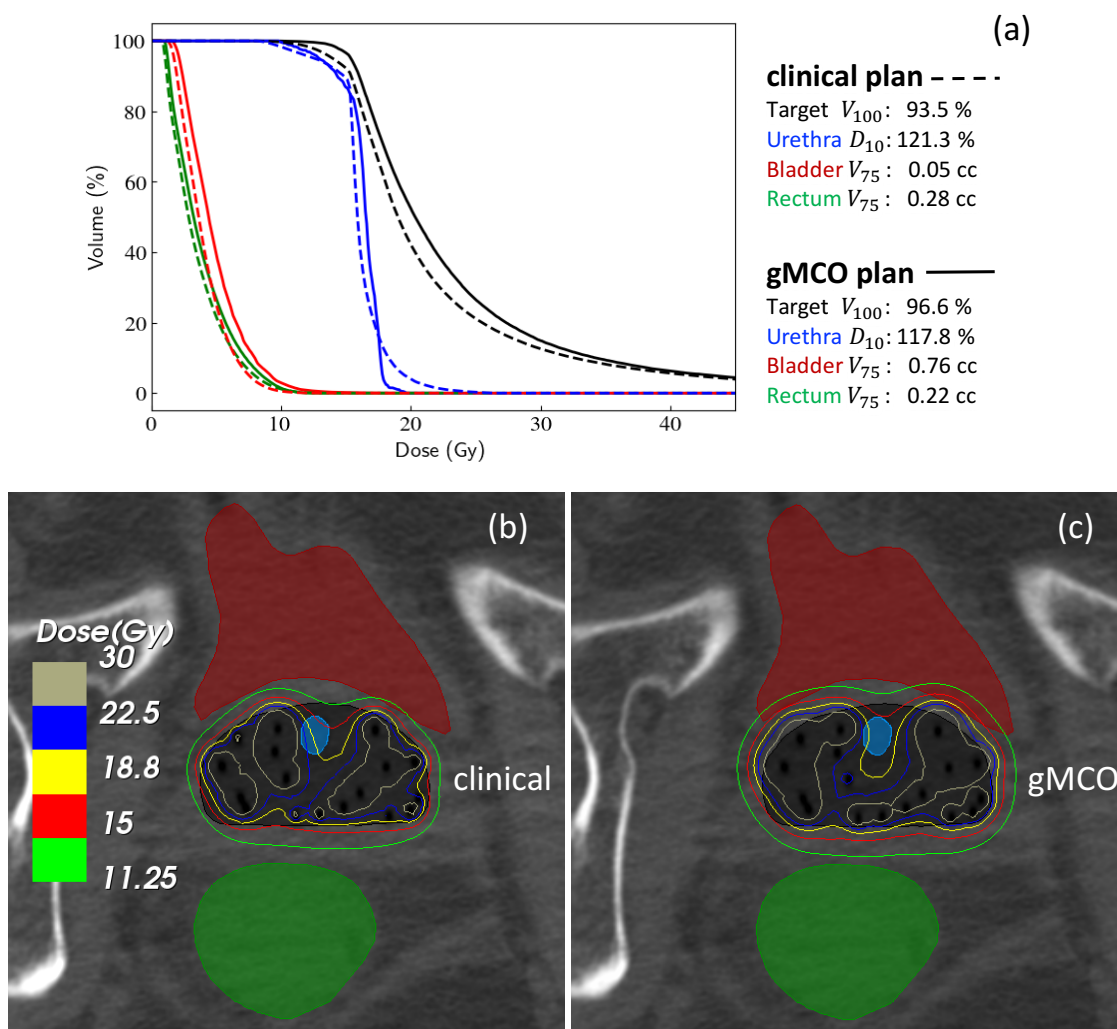 (a)
100
80
60
40
20
0
Volume (%)
0 10 20 30 40
Dose (Gy)
clinical plan
Target V100: 93.5 %
Urethra D10: 121.3 %
Bladder V75: 0.05 cc
Rectum V75: 0.28 cc
gMCO plan
Target V100: 96.6 %
Urethra D10: 117.8 %
Bladder V75: 0.76 cc
Rectum V75: 0.22 cc
(b)
Dose(Gy)
30
22.5
18.8
15
11.25
clinical
(c)
gMCO